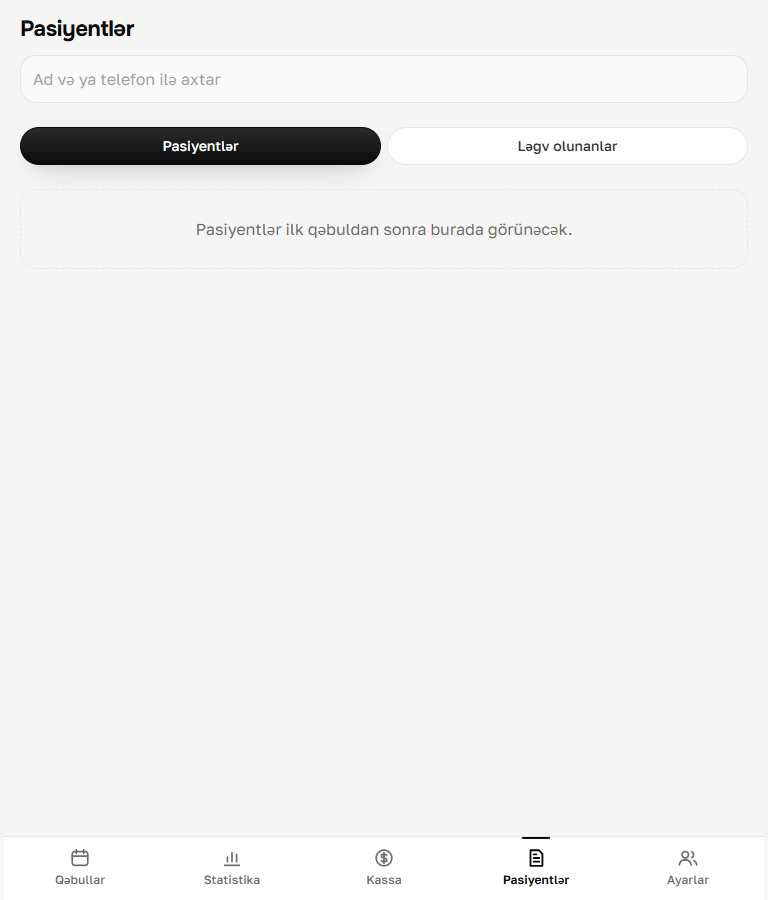 Pasiyentlər
Ad və ya telefon ilə axtar
Pasiyentlər
Ləgv olunanlar
Pasiyentlər ilk qəbuldan sonra burada görünəcək.
Qəbullar
Statistika
Kassa
Pasiyentlər
Ayarlar